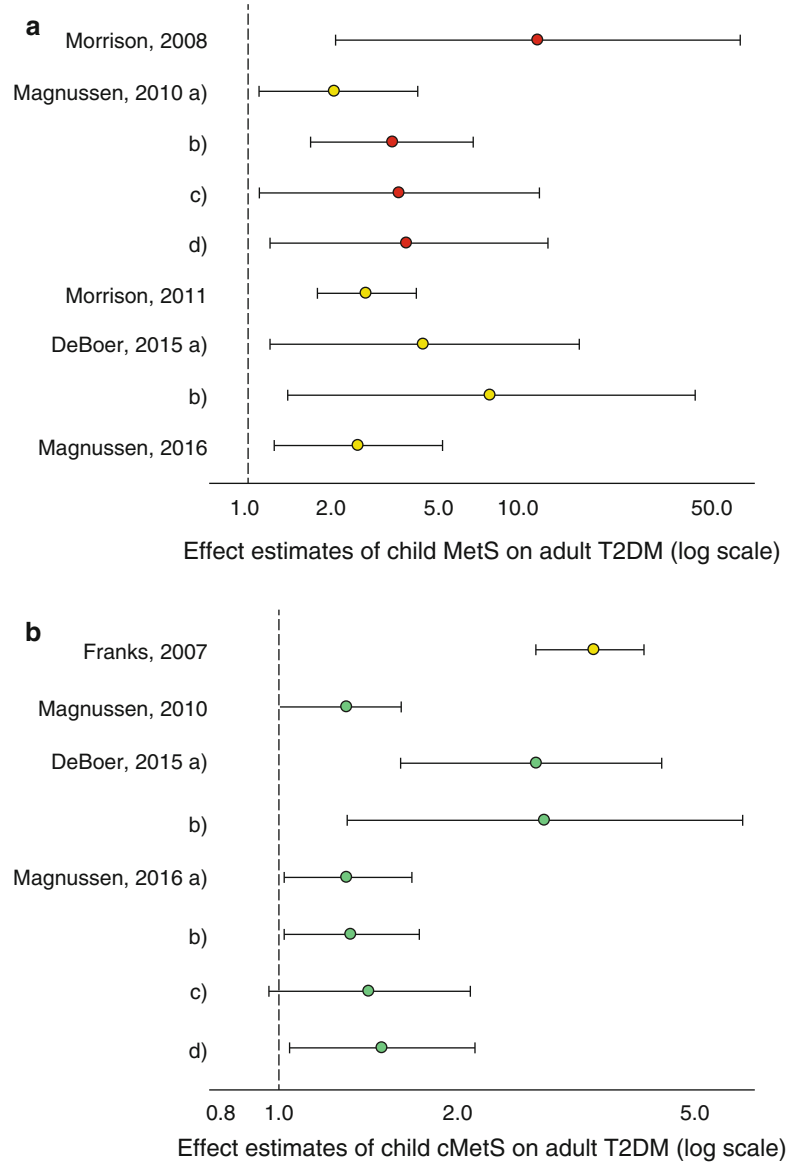 a
Morrison, 2008
Magnussen, 2010 a)
b)
c)
d)
Morrison, 2011
DeBoer, 2015 a)
b)
Magnussen, 2016
1.0 2.0 5.0 10.0 50.0
Effect estimates of child MetS on adult T2DM (log scale)
b
Franks, 2007
Magnussen, 2010
DeBoer, 2015 a)
b)
Magnussen, 2016 a)
b)
c)
d)
0.8 1.0 2.0 5.0
Effect estimates of child cMetS on adult T2DM (log scale)